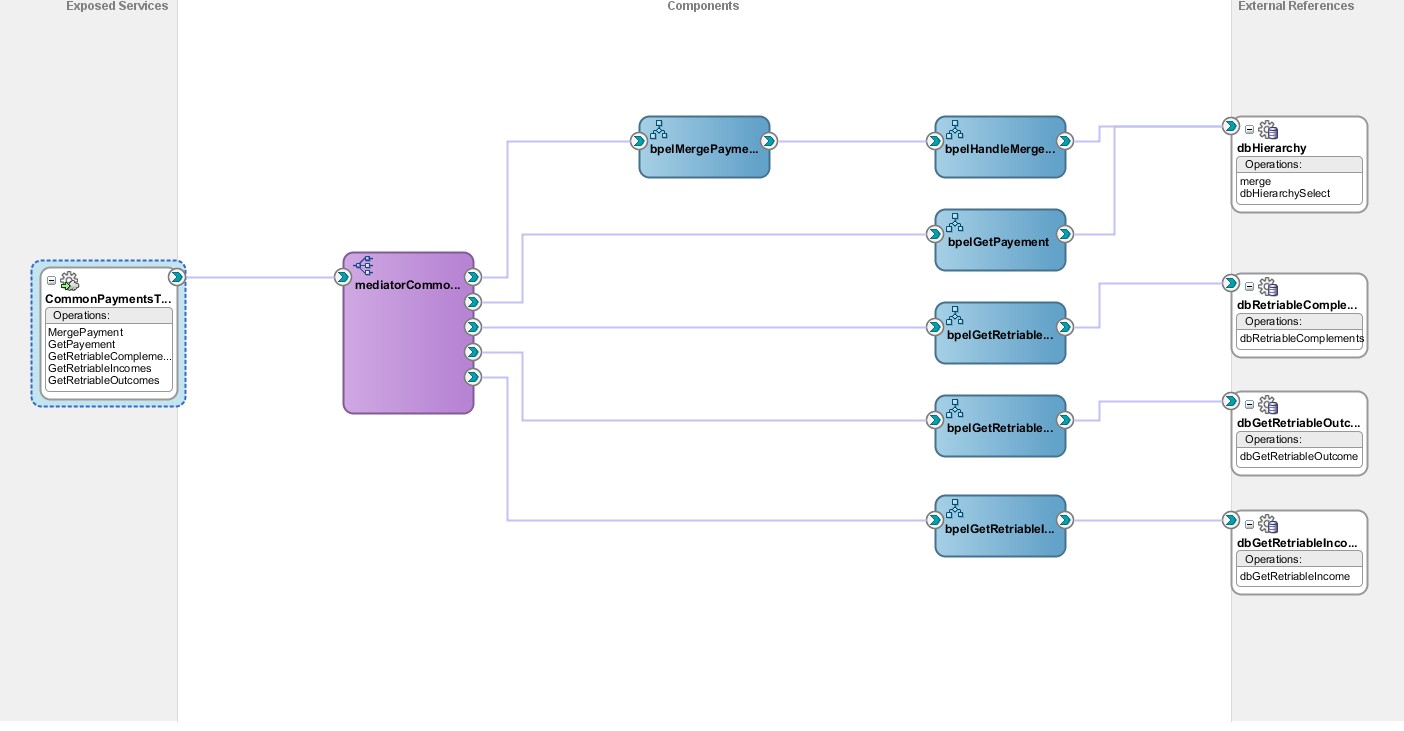 Exposed Services
Components
External References
CommonPaymentsT...
Operations:
MergePayment
GetPayement
GetRetriableCompleme...
GetRetriableIncomes
GetRetriableOutcomes
mediatorCommo...
bpelMergePayme...
bpelHandleMerge...
bpelGetPayement
bpelGetRetriable...
bpelGetRetriable...
bpelGetRetriableI...
dbHierarchy
Operations:
merge
dbHierarchySelect
dbRetriableComple...
Operations:
dbRetriableComplements
dbGetRetriableOutc...
Operations:
dbGetRetriableOutcome
dbGetRetriableInco...
Operations:
dbGetRetriableIncome